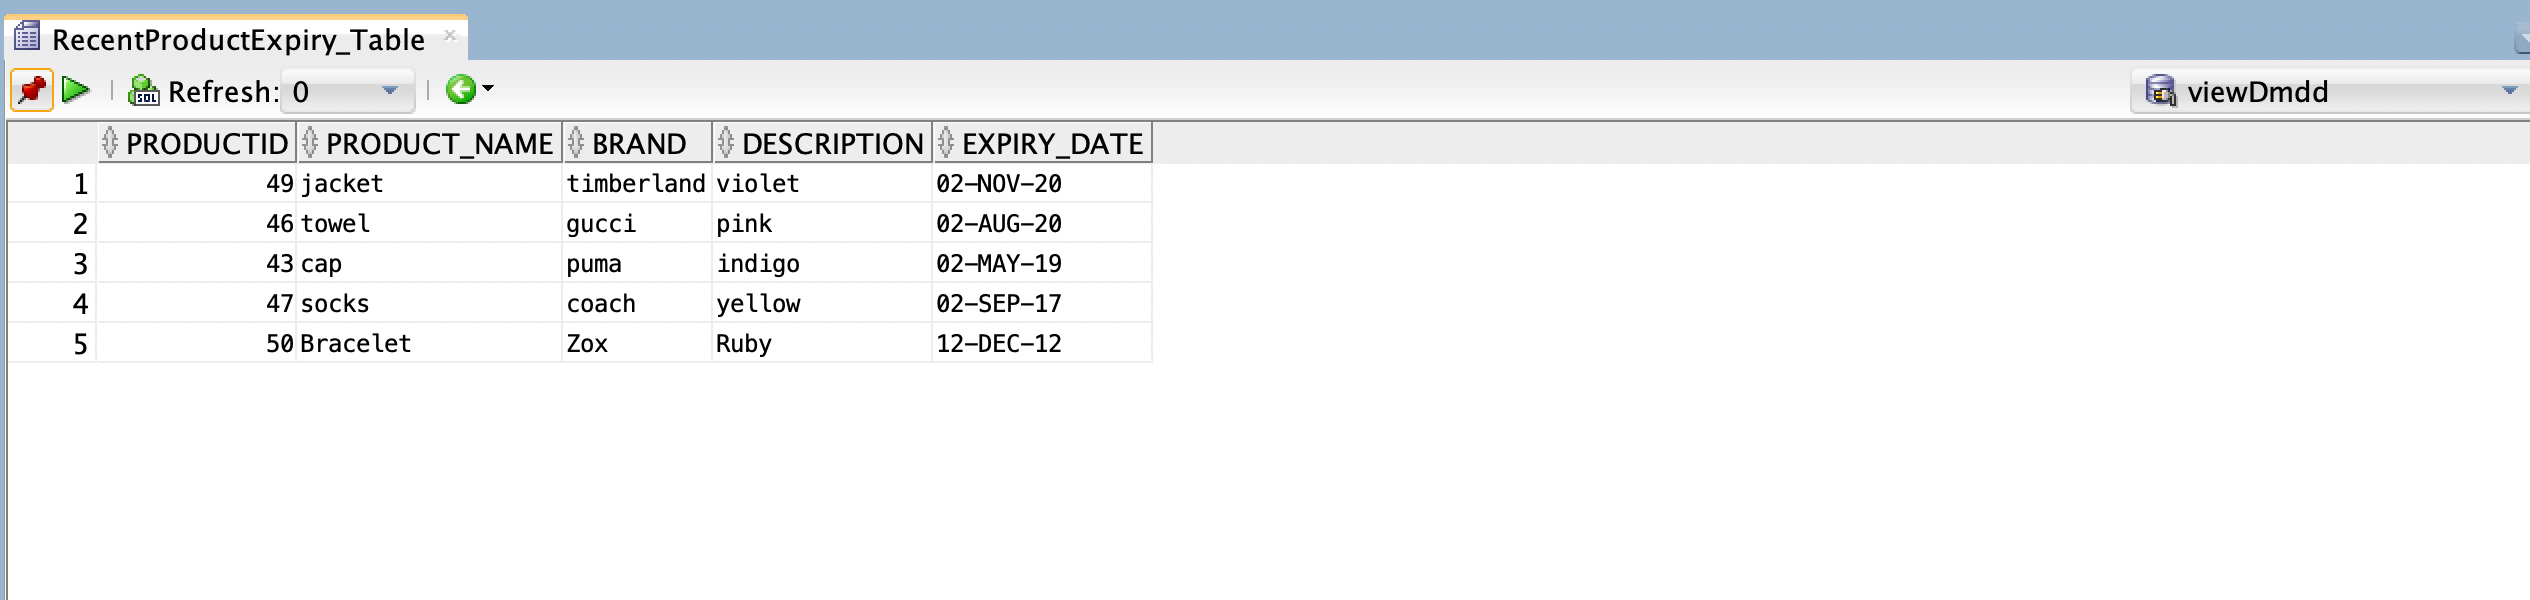 RecentProductExpiry_Table
SQL Refresh: 0 viewDmdd
PRODUCTID PRODUCT_NAME BRAND DESCRIPTION EXPIRY_DATE
1 49 jacket timberland violet 02-NOV-20
2 46 towel gucci pink 02-AUG-20
3 43 cap puma indigo 02-MAY-19
4 47 socks coach yellow 02-SEP-17
5 50 Bracelet Zox Ruby 12-DEC-12